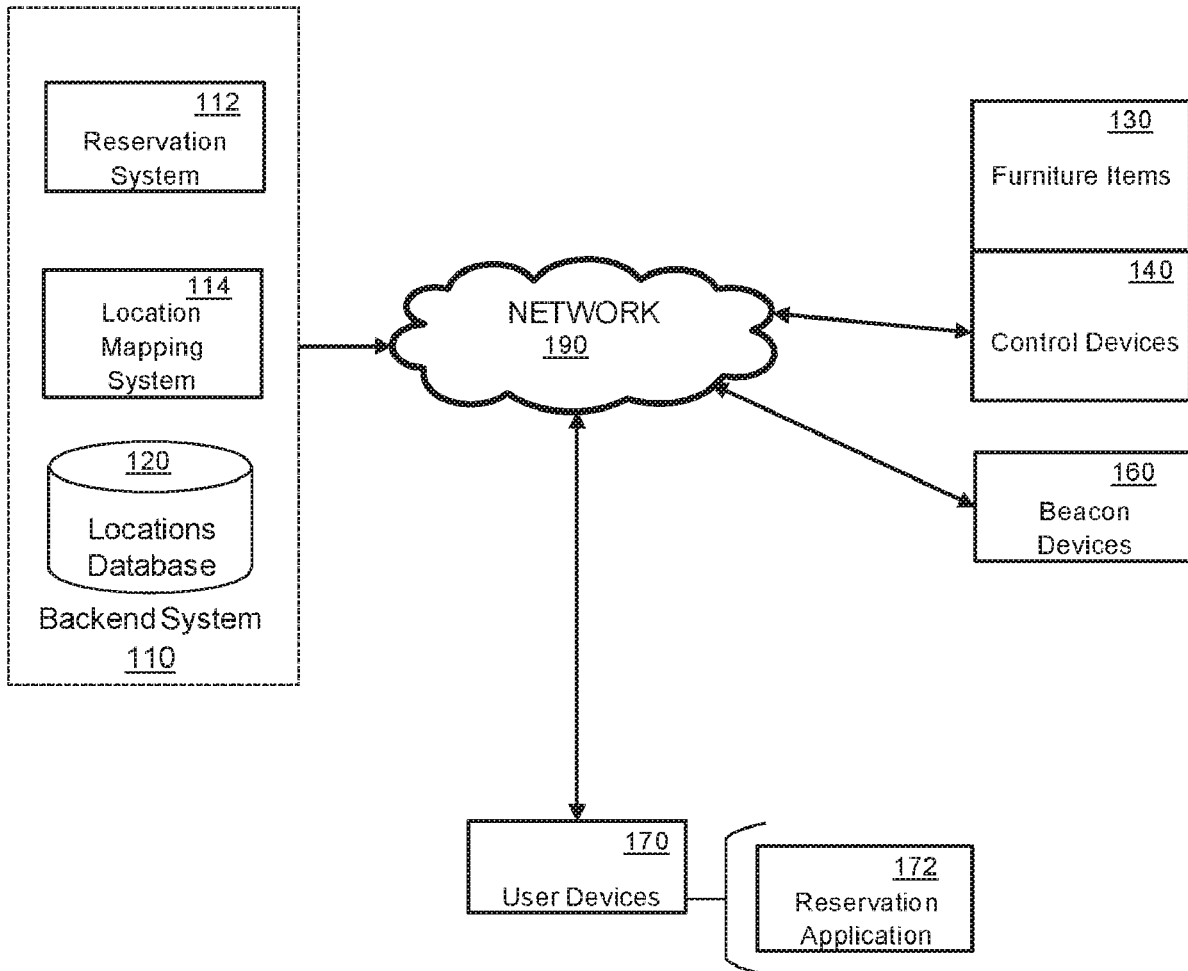 112
Reservation
System
114
Location
Mapping
System
120
Locations
Database
Backend System
110
NETWORK
190
130
Furniture Items
140
Control Devices
160
Beacon
Devices
170
User Devices
172
Reservation
Application